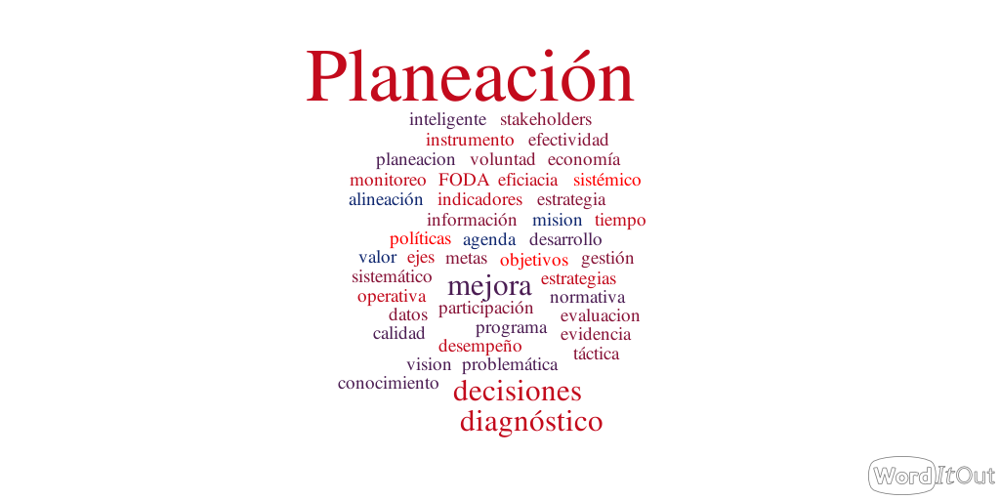 Planeación
inteligente stakeholders
instrumento efectividad
planeacion voluntad economía
monitoreo FODA eficiacia sistémico
alineación indicadores estrategia
información mision tiempo
políticas agenda desarrollo
valor ejes metas objetivos gestión
sistemático mejora estrategias
operativa participación normativa
datos programa evaluacion
calidad desempeño evidencia
vision problemática táctica
conocimiento decisiones
diagnóstico
WordItOut